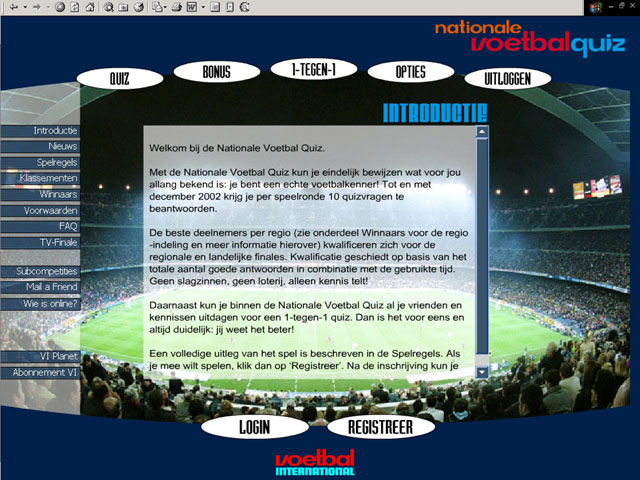 nationale
voetbalquiz
QUIZ
BONUS
1-TEGEN-1
OPTIES
UITLOGGEN
INTRODUCTIE
Introductie
Nieuws
Spelregels
Klassementen
Winnaars
Voorwaarden
FAQ
TV-Finale
Subcompetities
Mail a Friend
Wie is online?
VI Planet
Abonnement VI
Welkom bij de Nationale Voetbal Quiz.
Met de Nationale Voetbal Quiz kun je eindelijk bewijzen wat voor jou
allang bekend is: je bent een echte voetbalkenner! Tot en met
december 2002 krijg je per speelronde 10 quizvragen te
beantwoorden.
De beste deelnemers per regio (zie onderdeel Winnaars voor de regio
-indeling en meer informatie hierover) kwalificeren zich voor de
regionale en landelijke finales. Kwalificatie geschiedt op basis van het
totale aantal goede antwoorden in combinatie met de gebruikte tijd.
Geen slagzinnen, geen loterij, alleen kennis telt!
Daarnaast kun je binnen de Nationale Voetbal Quiz al je vrienden en
kennissen uitdagen voor een 1-tegen-1 quiz. Dan is het voor eens en
altijd duidelijk: jij weet het beter!
Een volledige uitleg van het spel is beschreven in de Spelregels. Als
je mee wilt spelen, klik dan op 'Registreer'. Na de inschrijving kun je
LOGIN
REGISTREER
voetbal
INTERNATIONAL